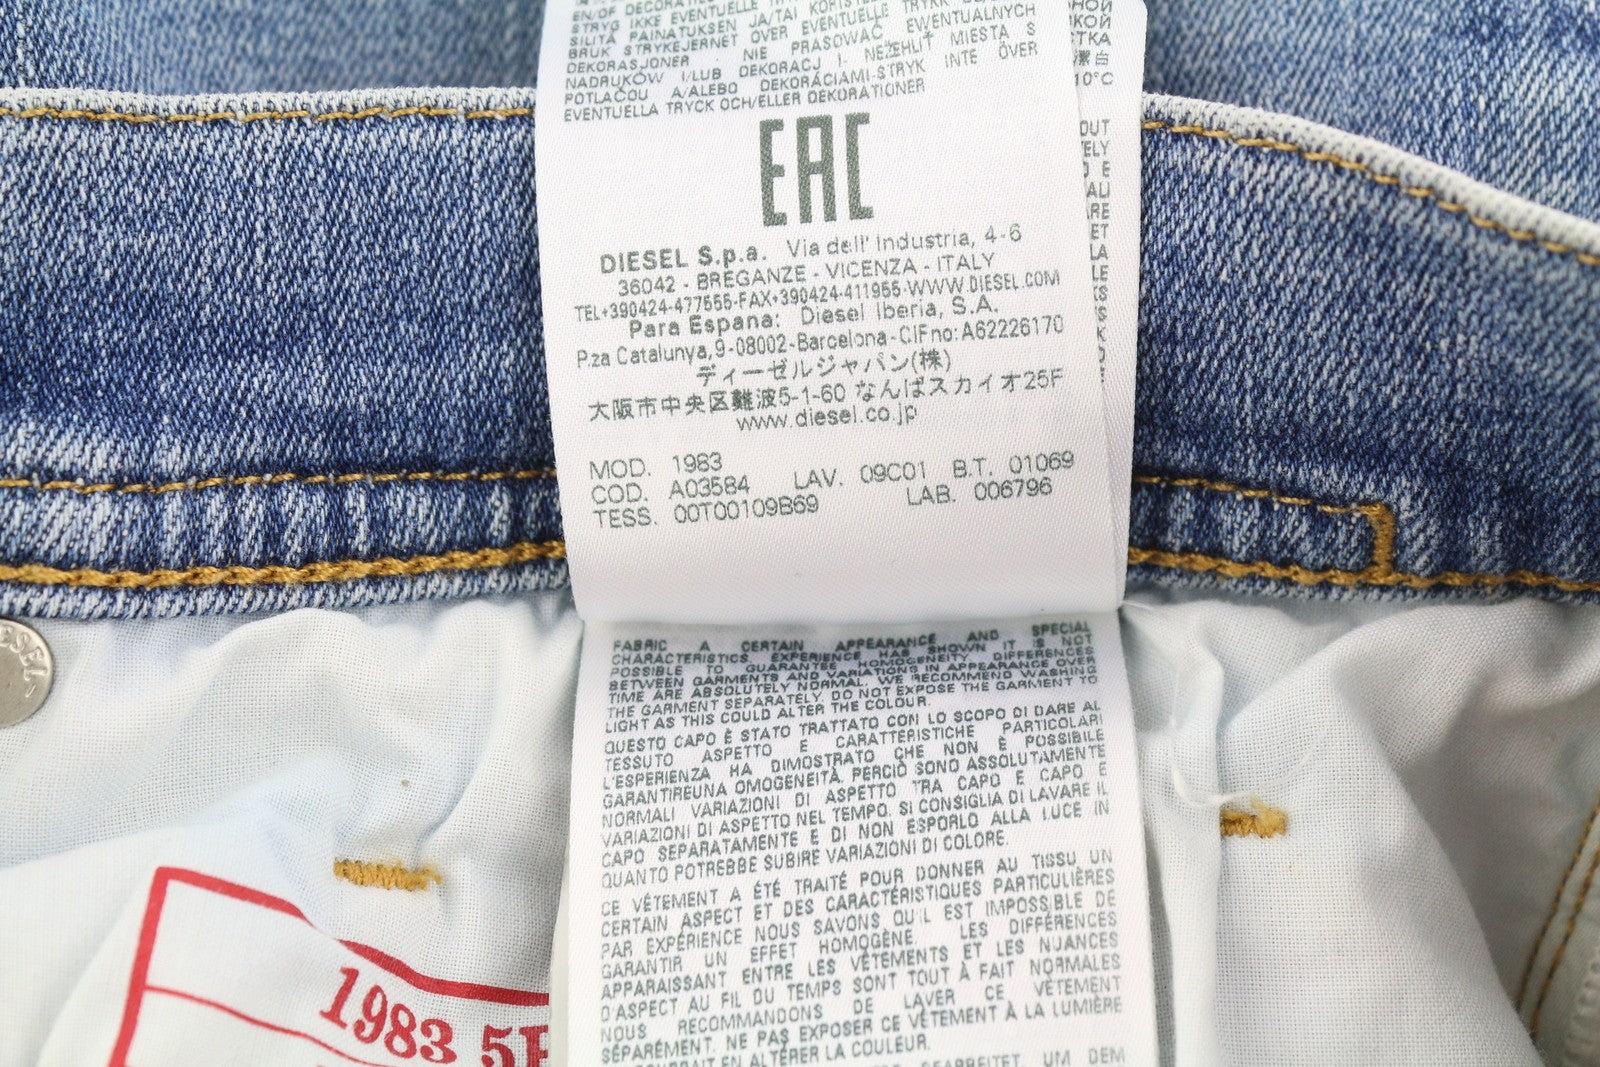 STRYG IKKE EVENTUELLE
SILITÄ PAINATUKSEN JA/TAI
BRUK STRYKEJERNET OVER EVENTUELLE
DEKORASJONER · NIE PRASOWAĆ EWENTUALNYCH
NADRUKÓW I/LUB DEKORACJI · NEŽEHLIŤ MIESTA S
POTLAČOU A/ALEBO DEKORÁCIAMI·STRYK INTE ÖVER
EVENTUELLA TRYCK OCH/ELLER DEKORATIONER
EAC
DIESEL S.p.a. Via dell' Industria, 4-6
36042 - BREGANZE - VICENZA - ITALY
TEL+390424-477555-FAX+390424-411955-WWW.DIESEL.COM
Para Espana: Diesel Iberia, S.A.
P.za Catalunya,9-08002-Barcelona-CIFno:A62226170
ディーゼルジャパン(株)
大阪市中央区難波5-1-60 なんばスカイオ25F
www.diesel.co.jp
MOD. 1983
COD. A03584 LAV. 09C01 B.T. 01069
TESS. 00T00109B69 LAB. 006796
FABRIC A CERTAIN APPEARANCE AND SPECIAL
CHARACTERISTICS. EXPERIENCE HAS SHOWN IT IS NOT
POSSIBLE TO GUARANTEE HOMOGENEITY. DIFFERENCES
BETWEEN GARMENTS AND VARIATIONS IN APPEARANCE OVER
TIME ARE ABSOLUTELY NORMAL. WE RECOMMEND WASHING
THE GARMENT SEPARATELY. DO NOT EXPOSE THE GARMENT TO
LIGHT AS THIS COULD ALTER THE COLOUR.
QUESTO CAPO È STATO TRATTATO CON LO SCOPO DI DARE AL
TESSUTO ASPETTO E CARATTERISTICHE PARTICOLARI
L'ESPERIENZA HA DIMOSTRATO CHE NON È POSSIBILE
GARANTIREUNA OMOGENEITÀ. PERCIÒ SONO ASSOLUTAMENTE
NORMALI VARIAZIONI DI ASPETTO TRA CAPO E CAPO E
VARIAZIONI DI ASPETTO NEL TEMPO. SI CONSIGLIA DI LAVARE IL
CAPO SEPARATAMENTE E DI NON ESPORLO ALLA LUCE IN
QUANTO POTREBBE SUBIRE VARIAZIONI DI COLORE.
CE VÊTEMENT A ÉTÉ TRAITÉ POUR DONNER AU TISSU UN
CERTAIN ASPECT ET DES CARACTÉRISTIQUES PARTICULIÈRES
PAR EXPÉRIENCE NOUS SAVONS QU'IL EST IMPOSSIBLE DE
GARANTIR UN EFFET HOMOGÈNE. LES DIFFÉRENCES
APPARAISSANT ENTRE LES VÊTEMENTS ET LES NUANCES
D'ASPECT AU FIL DU TEMPS SONT TOUT À FAIT NORMALES
NOUS RECOMMANDONS DE LAVER CE VÊTEMENT
SÉPARÉMENT. NE PAS EXPOSER CE VÊTEMENT À LA LUMIÈRE
POURRAIT EN ALTÉRER LA COULEUR.
1983 5